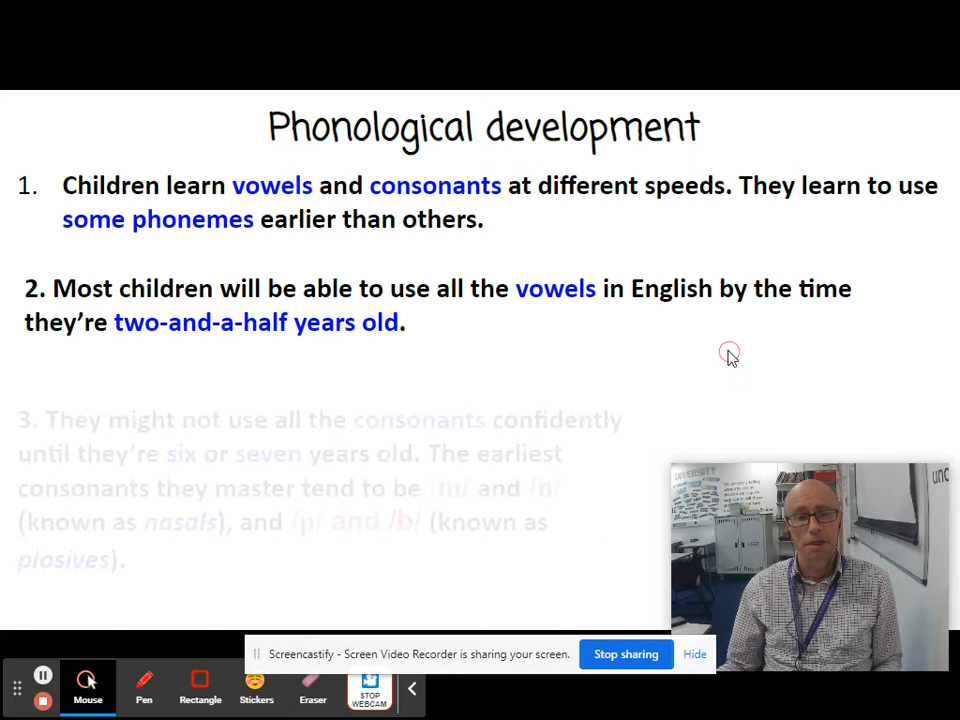 Phonological development
1. Children learn vowels and consonants at different speeds. They learn to use
some phonemes earlier than others.
2. Most children will be able to use all the vowels in English by the time
they're two-and-a-half years old.
3. They might not use all the consonants confidently
until they're six or seven years old. The earliest
consonants they master tend to be /m/ and /n/
(known as nasals), and /p/ and /b/ (known as
plosives).
DIVERSITY
Screencastify - Screen Video Recorder is sharing your screen.
Stop sharing
Hide
Mouse
Pen
Rectangle
Stickers
Eraser
STOP
WEBCAM